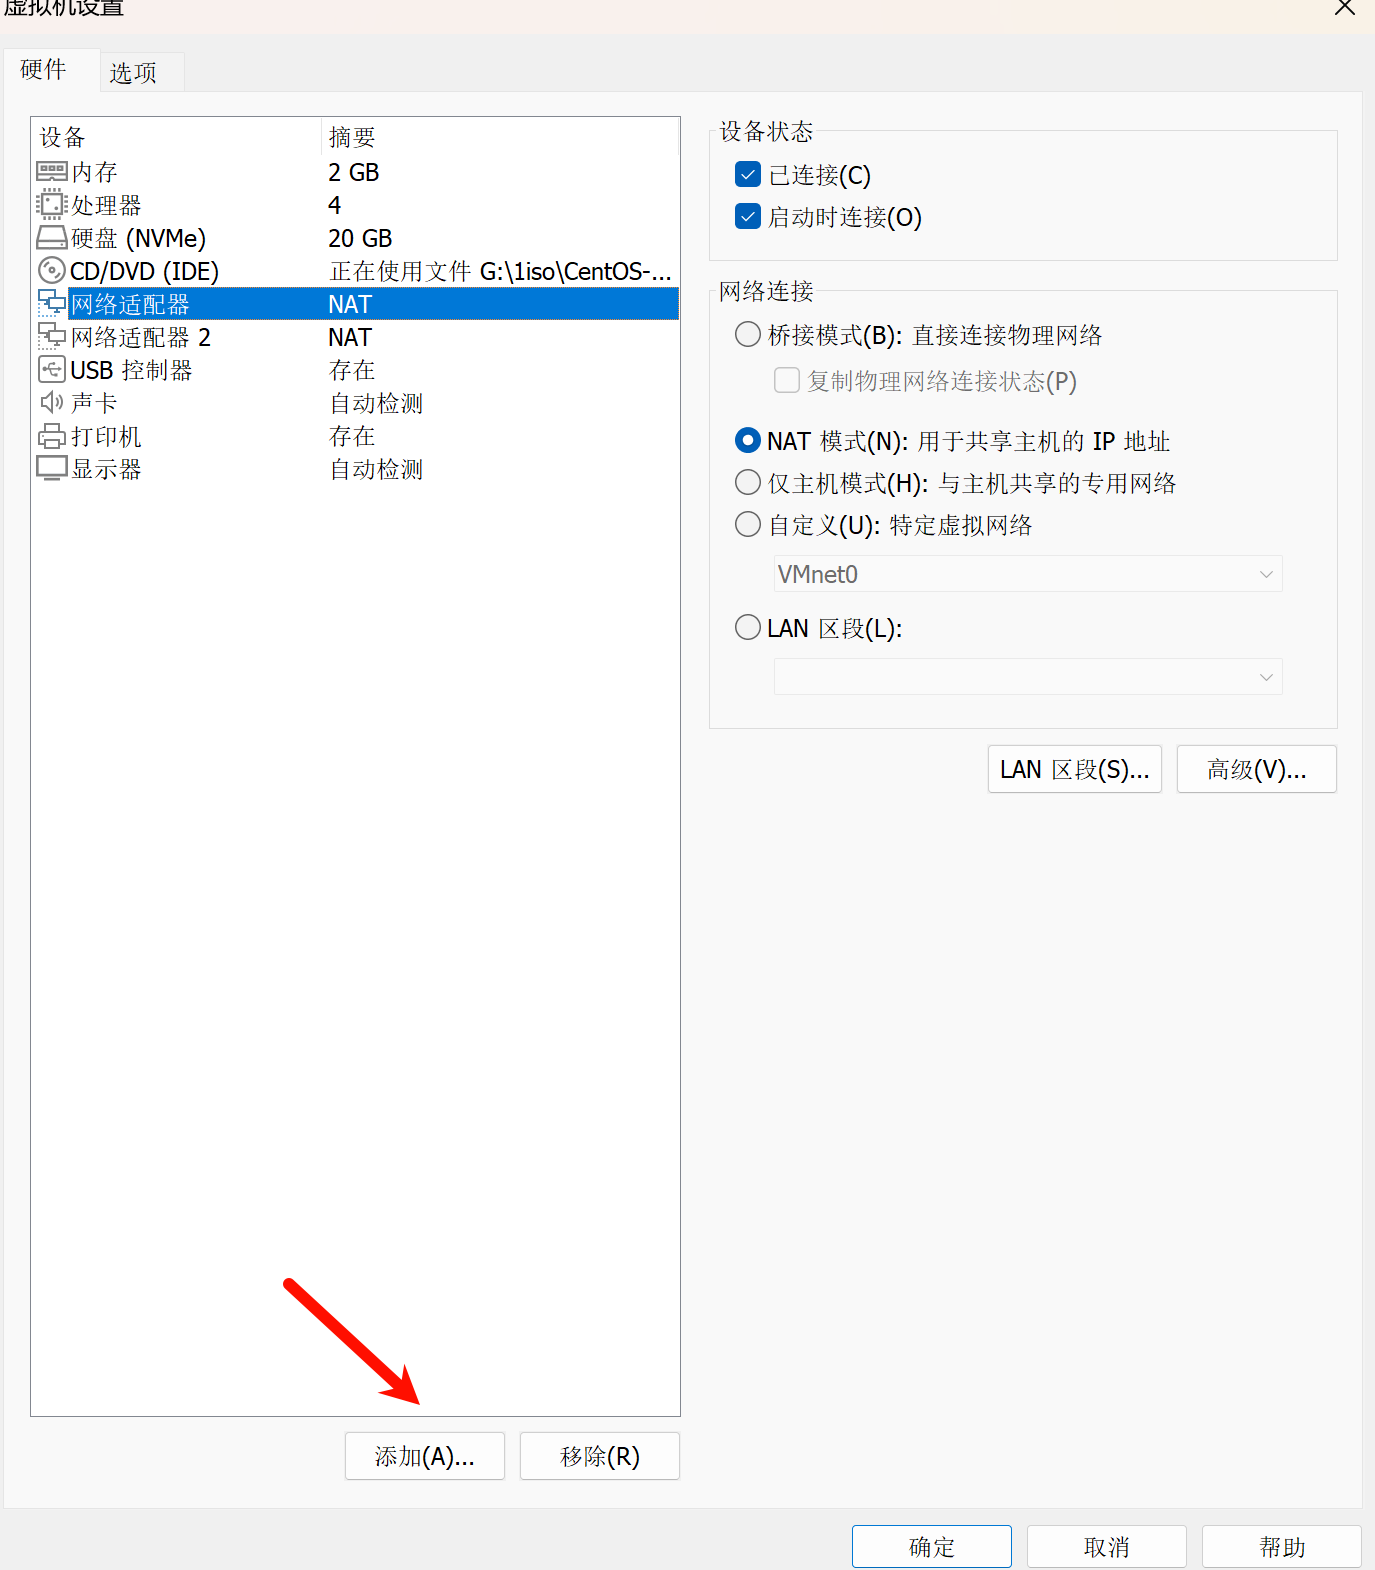 虚拟机设置
硬件
选项
设备 摘要
内存 2 GB
处理器 4
硬盘 (NVMe) 20 GB
CD/DVD (IDE) 正在使用文件 G:\1iso\CentOS-...
网络适配器 NAT
网络适配器 2 NAT
USB 控制器 存在
声卡 自动检测
打印机 存在
显示器 自动检测
添加(A)...
移除(R)
设备状态
已连接(C)
启动时连接(O)
网络连接
桥接模式(B): 直接连接物理网络
复制物理网络连接状态(P)
NAT 模式(N): 用于共享主机的 IP 地址
仅主机模式(H): 与主机共享的专用网络
自定义(U): 特定虚拟网络
VMnet0
LAN 区段(L):
LAN 区段(S)...
高级(V)...
确定
取消
帮助